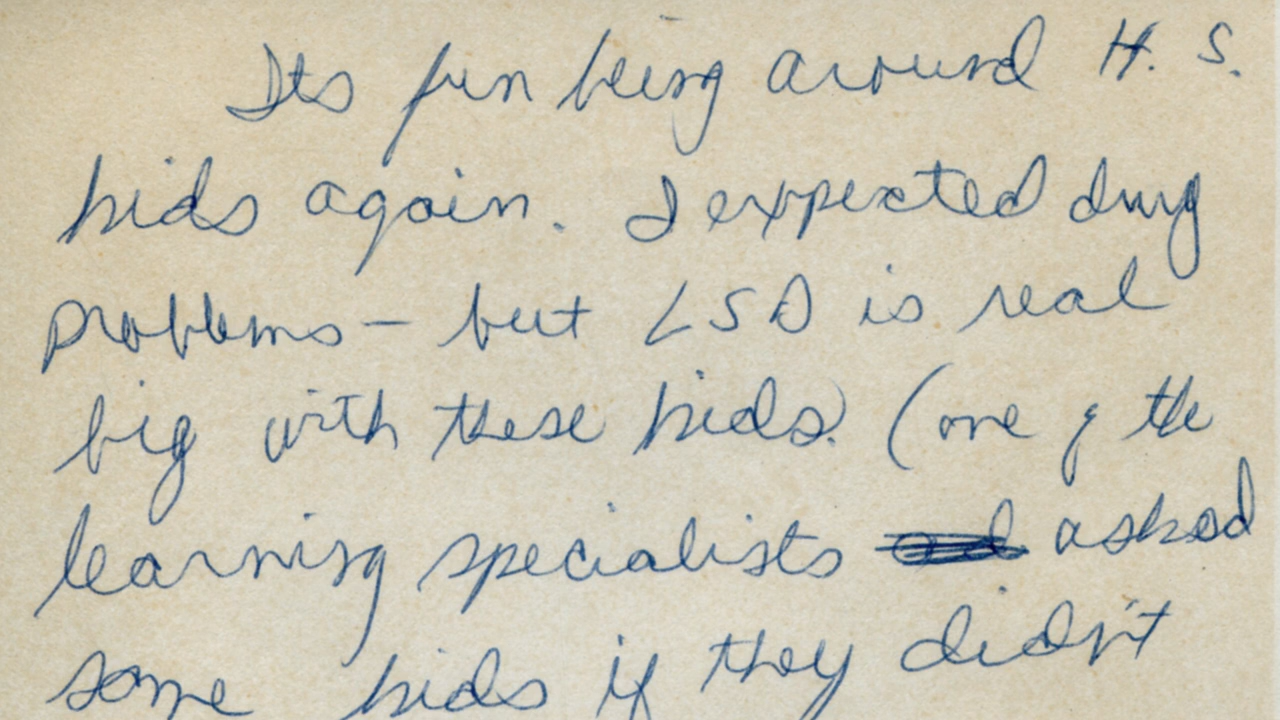 Its fun being around H. S.
kids again. I expected drug
problems — but LSD is real
big with these kids. (one of the
learning specialists asked
some kids if they didn't